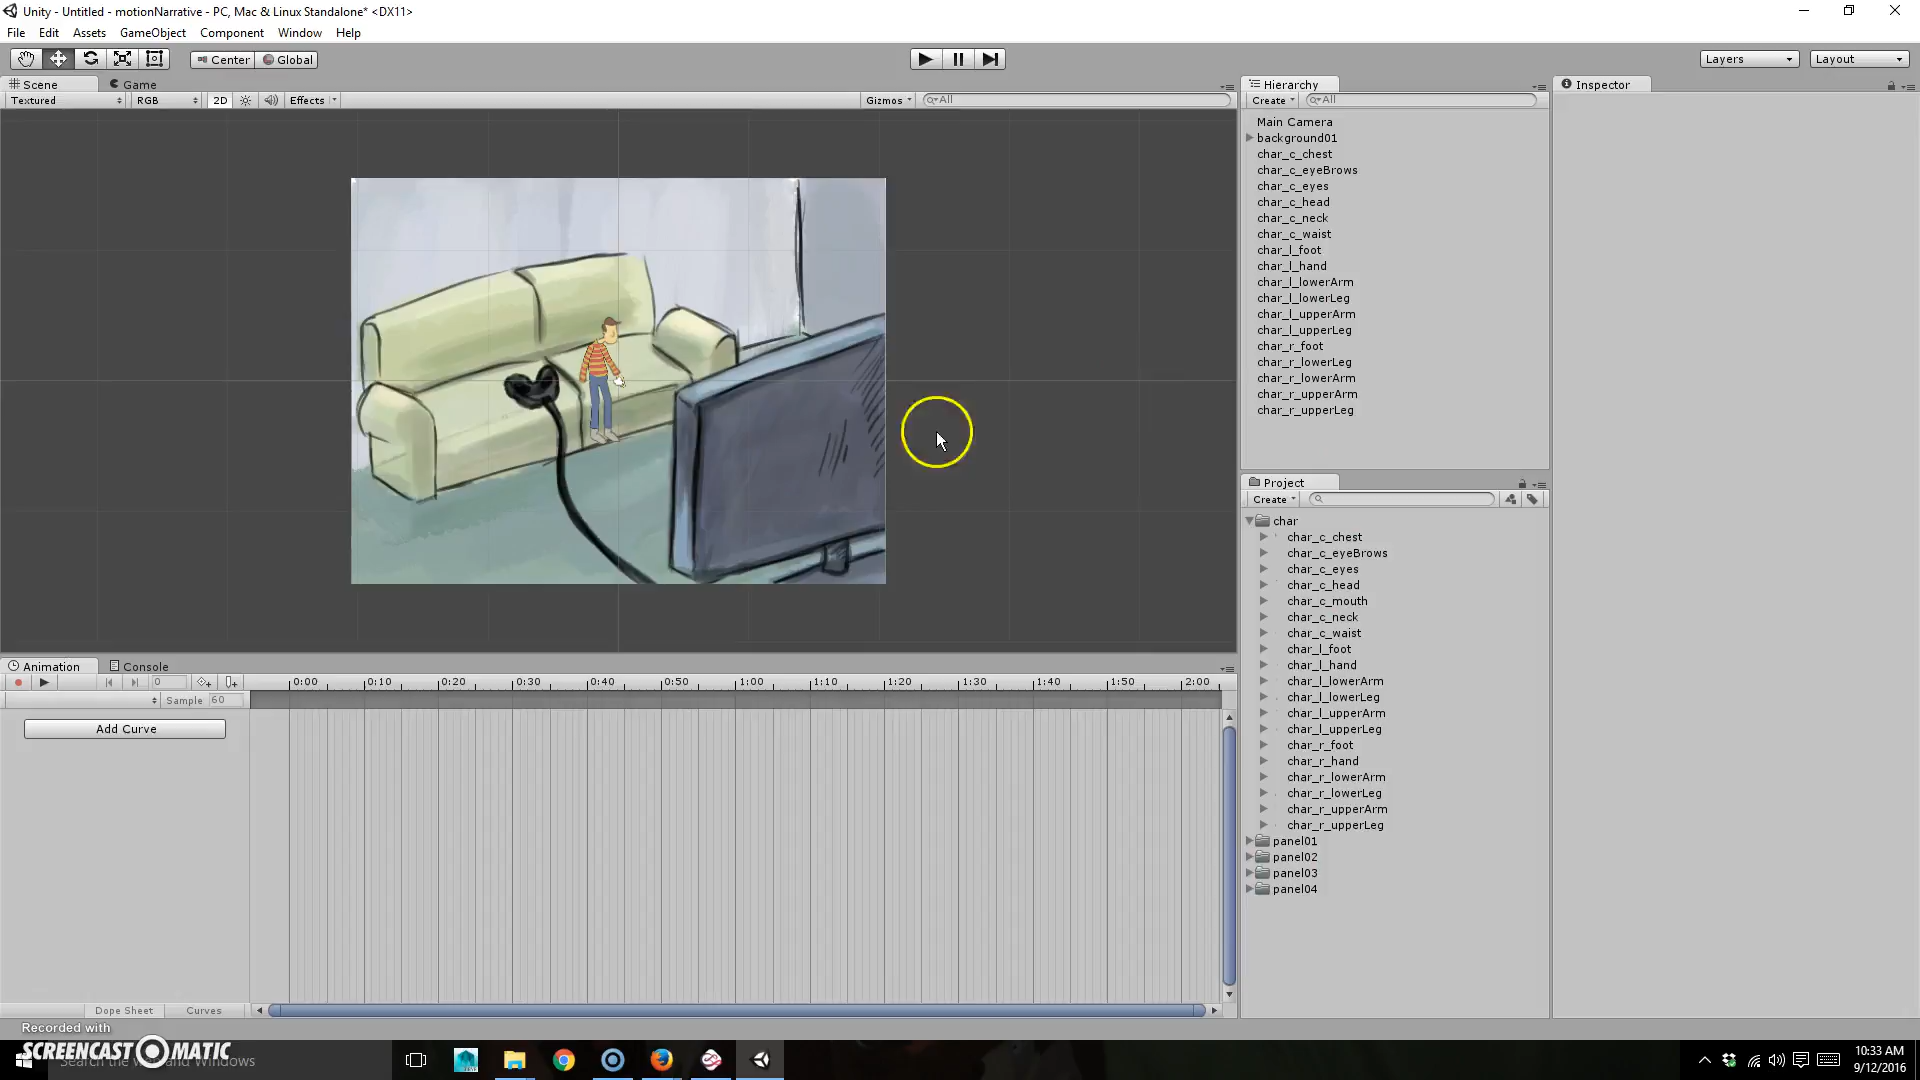 Unity - Untitled - motionNarrative - PC, Mac & Linux Standalone* <DX11>
File Edit Assets GameObject Component Window Help
Center Global Layers Layout
Scene Game
Textured RGB 2D Effects Gizmos All
Hierarchy
Create All
Main Camera
background01
char_c_chest
char_c_eyeBrows
char_c_eyes
char_c_head
char_c_neck
char_c_waist
char_l_foot
char_l_hand
char_l_lowerArm
char_l_lowerLeg
char_l_upperArm
char_l_upperLeg
char_r_foot
char_r_lowerLeg
char_r_lowerArm
char_r_upperArm
char_r_upperLeg
Inspector
Project
Create
char
char_c_chest
char_c_eyeBrows
char_c_eyes
char_c_head
char_c_mouth
char_c_neck
char_c_waist
char_l_foot
char_l_hand
char_l_lowerArm
char_l_lowerLeg
char_l_upperArm
char_l_upperLeg
char_r_foot
char_r_hand
char_r_lowerArm
char_r_lowerLeg
char_r_upperArm
char_r_upperLeg
panel01
panel02
panel03
panel04
Animation Console
0 0:00 0:10 0:20 0:30 0:40 0:50 1:00 1:10 1:20 1:30 1:40 1:50 2:00
Sample 60
Add Curve
Dope Sheet Curves
Recorded with
SCREENCAST MATIC
Search the web and Windows
10:33 AM
9/12/2016